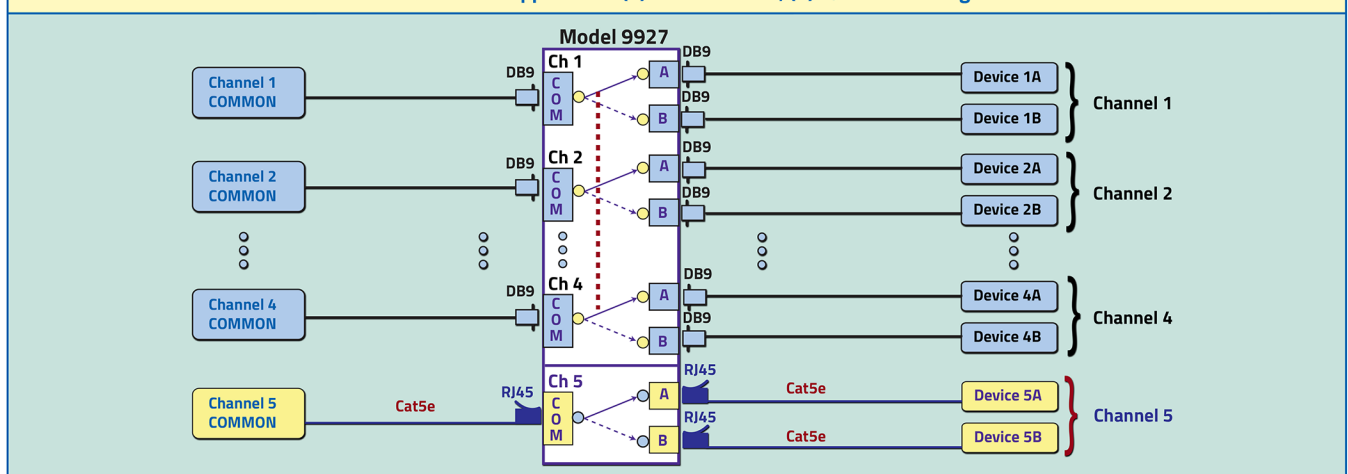 Model 9927
Ch 1
Channel 1
COMMON
DB9
C
O
M
A
B
DB9
DB9
Device 1A
Device 1B
Channel 1
Ch 2
Channel 2
COMMON
DB9
C
O
M
A
B
DB9
DB9
Device 2A
Device 2B
Channel 2
Ch 4
Channel 4
COMMON
DB9
C
O
M
A
B
DB9
DB9
Device 4A
Device 4B
Channel 4
Ch 5
Channel 5
COMMON
Cat5e
RJ45
C
O
M
A
B
RJ45
RJ45
Cat5e
Cat5e
Device 5A
Device 5B
Channel 5